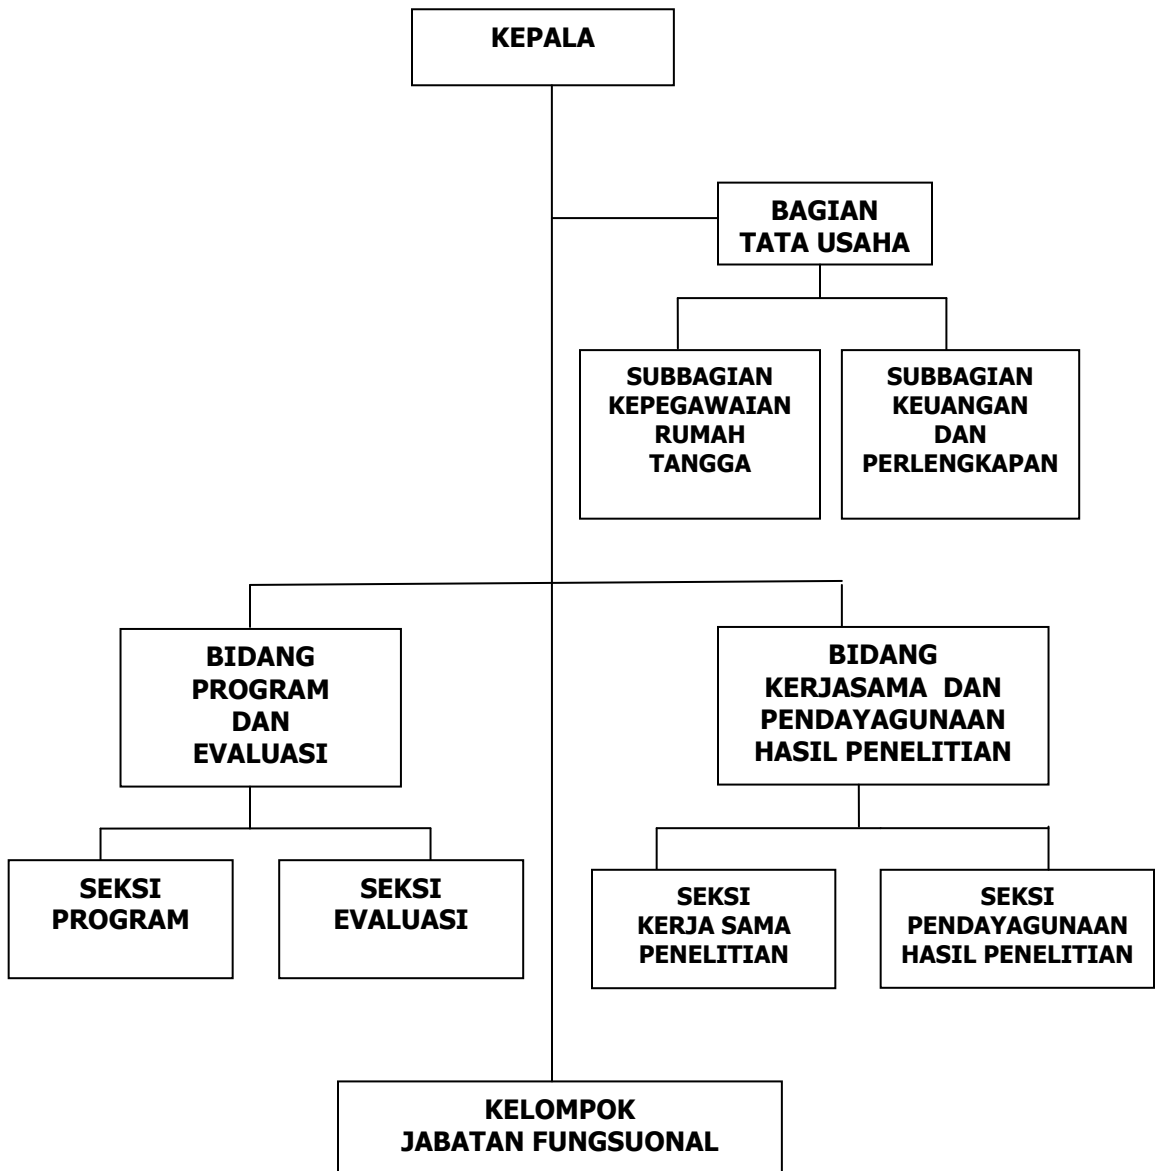 KEPALA
BAGIAN
TATA USAHA
SUBBAGIAN
KEPEGAWAIAN
RUMAH
TANGGA
SUBBAGIAN
KEUANGAN
DAN
PERLENGKAPAN
BIDANG
PROGRAM
DAN
EVALUASI
BIDANG
KERJASAMA DAN
PENDAYAGUNAAN
HASIL PENELITIAN
SEKSI
PROGRAM
SEKSI
EVALUASI
SEKSI
KERJA SAMA
PENELITIAN
SEKSI
PENDAYAGUNAAN
HASIL PENELITIAN
KELOMPOK
JABATAN FUNGSUONAL